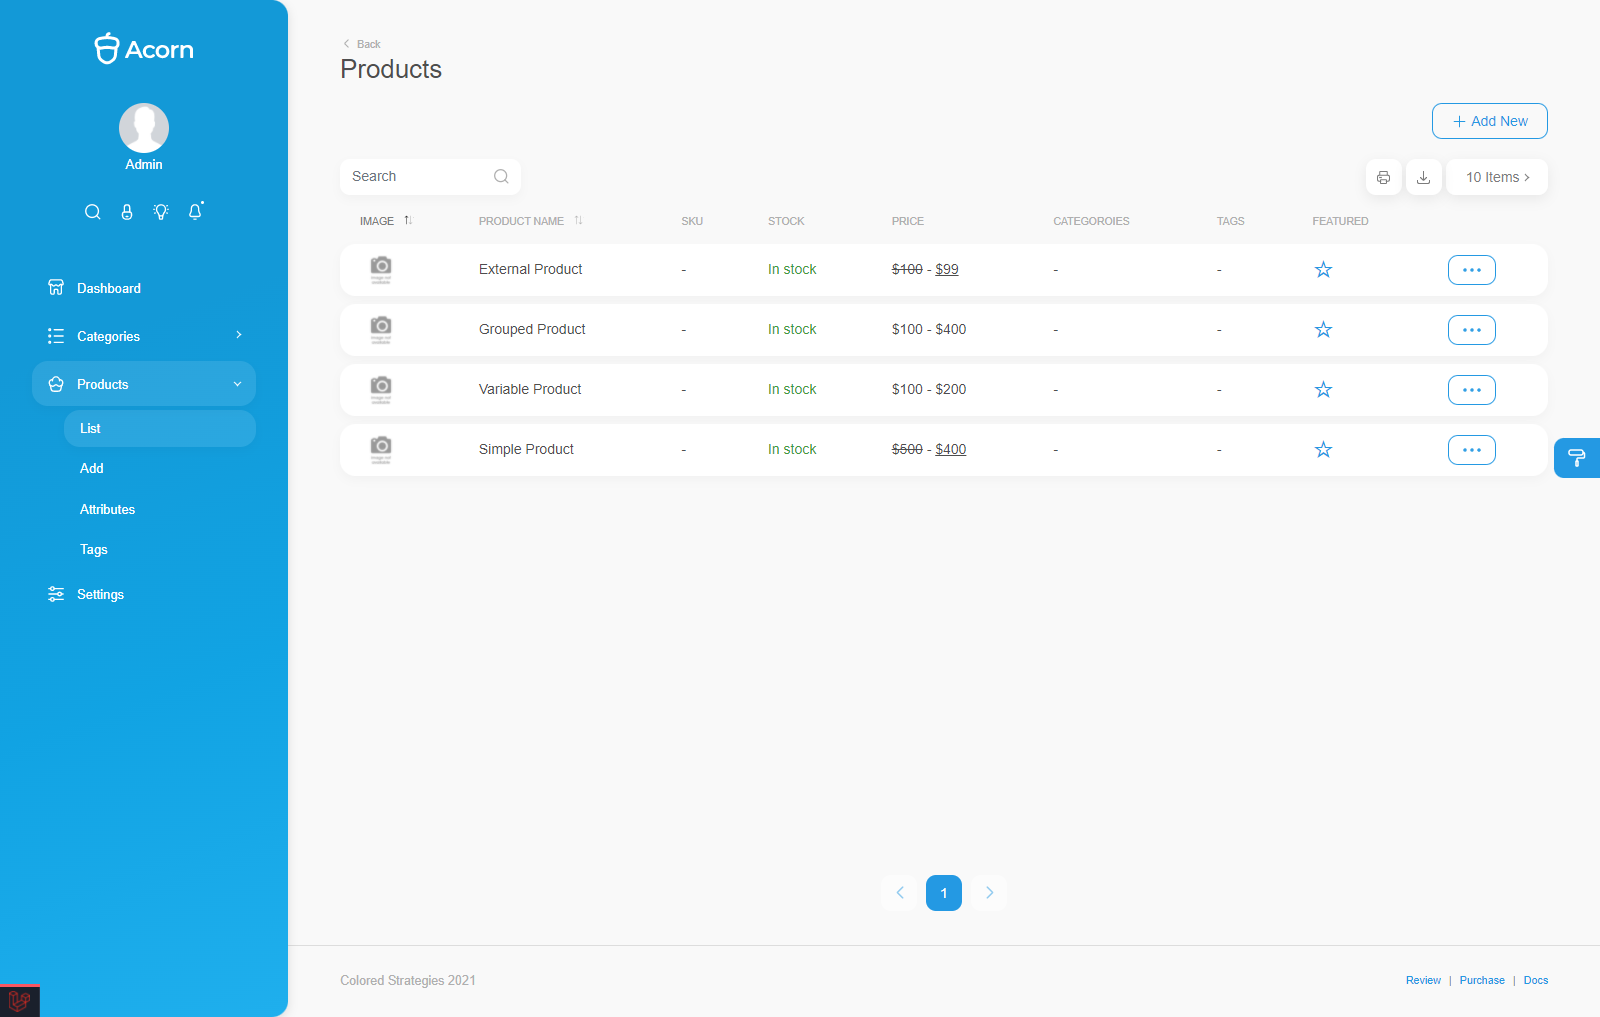 Acorn
Admin
Dashboard
Categories
Products
List
Add
Attributes
Tags
Settings
Back
Products
Add New
Search
10 Items
IMAGE PRODUCT NAME SKU STOCK PRICE CATEGOROIES TAGS FEATURED
External Product - In stock $100 - $99 - -
Grouped Product - In stock $100 - $400 - -
Variable Product - In stock $100 - $200 - -
Simple Product - In stock $500 - $400 - -
1
Colored Strategies 2021
Review | Purchase | Docs